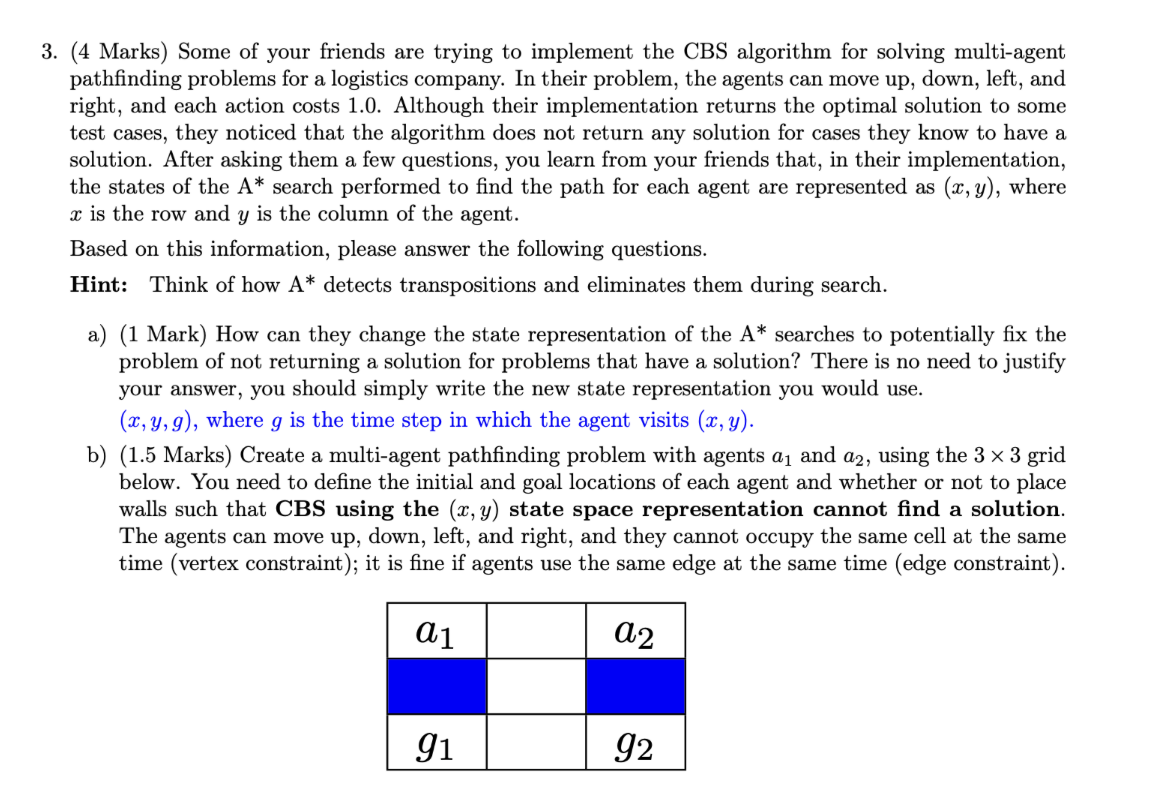 3. (4 Marks) Some of your friends are trying to implement the CBS algorithm for solving multi-agent
pathfinding problems for a logistics company. In their problem, the agents can move up, down, left, and
right, and each action costs 1.0. Although their implementation returns the optimal solution to some
test cases, they noticed that the algorithm does not return any solution for cases they know to have a
solution. After asking them a few questions, you learn from your friends that, in their implementation,
the states of the A* search performed to find the path for each agent are represented as (x, y), where
x is the row and y is the column of the agent.
Based on this information, please answer the following questions.
Hint: Think of how A* detects transpositions and eliminates them during search.
a) (1 Mark) How can they change the state representation of the A* searches to potentially fix the
problem of not returning a solution for problems that have a solution? There is no need to justify
your answer, you should simply write the new state representation you would use.
(x, y, g), where g is the time step in which the agent visits (x, y).
b) (1.5 Marks) Create a multi-agent pathfinding problem with agents a₁ and a₂, using the 3 × 3 grid
below. You need to define the initial and goal locations of each agent and whether or not to place
walls such that CBS using the (x, y) state space representation cannot find a solution.
The agents can move up, down, left, and right, and they cannot occupy the same cell at the same
time (vertex constraint); it is fine if agents use the same edge at the same time (edge constraint).
a₁ a₂
g₁ g₂